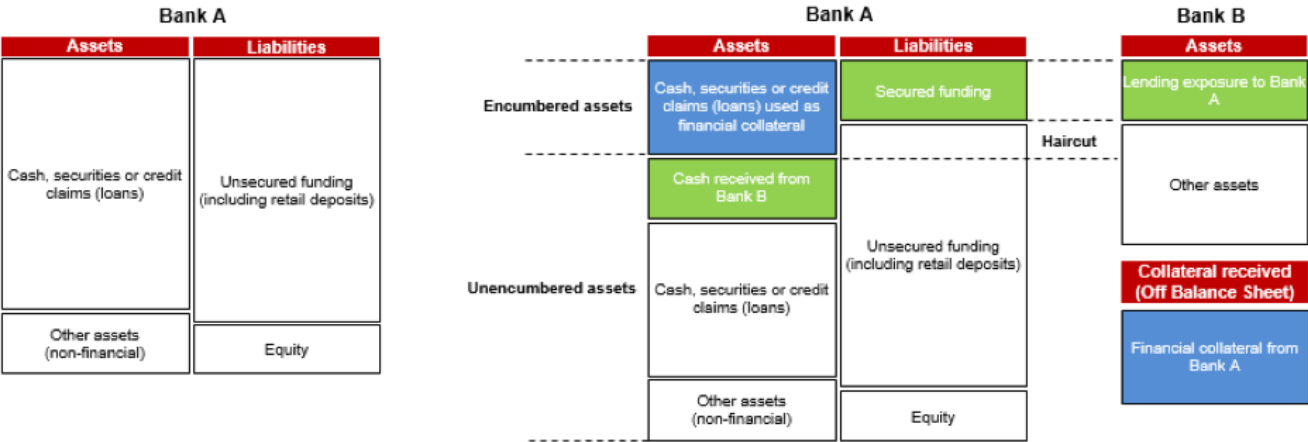 Bank A
Assets
Liabilities
Cash, securities or credit
claims (loans)
Unsecured funding
(including retail deposits)
Other assets
(non-financial)
Equity
Bank A
Bank B
Assets
Liabilities
Assets
Encumbered assets
Cash, securities or credit
claims (loans) used as
financial collateral
Secured funding
Lending exposure to Bank
A
Haircut
Cash received from
Bank B
Other assets
Unsecured funding
(including retail deposits)
Unencumbered assets
Cash, securities or credit
claims (loans)
Collateral received
(Off Balance Sheet)
Financial collateral from
Bank A
Other assets
(non-financial)
Equity